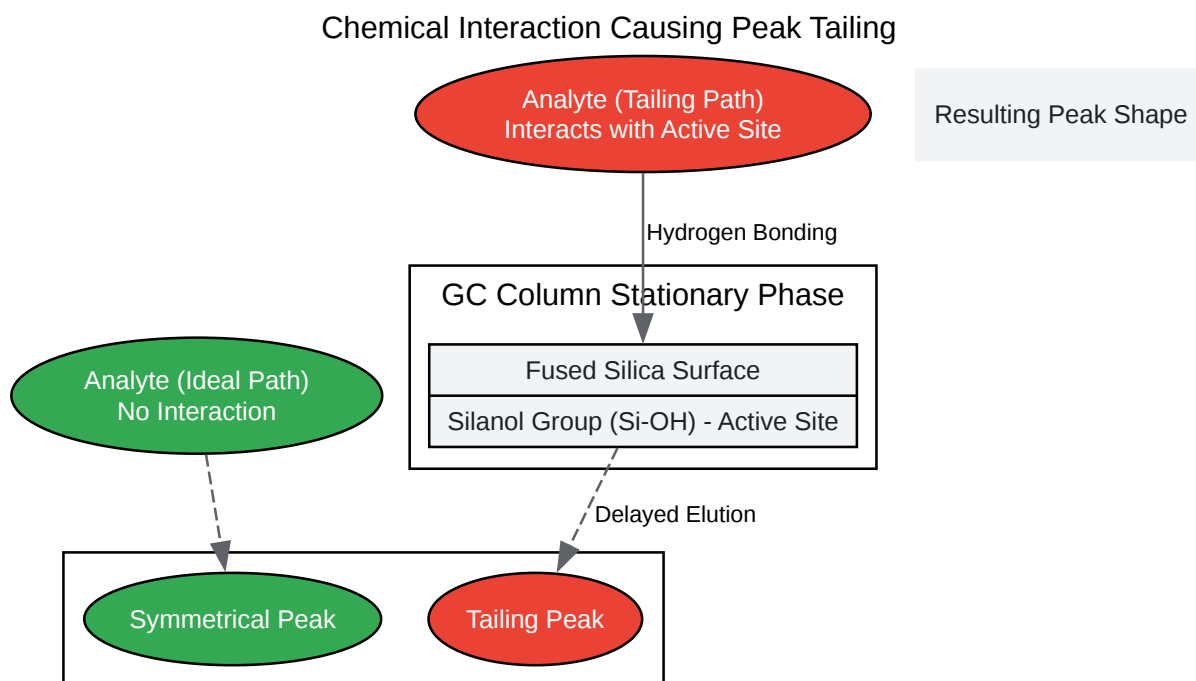 Chemical Interaction Causing Peak Tailing
Analyte (Tailing Path)
Interacts with Active Site
Resulting Peak Shape
Hydrogen Bonding
GC Column Stationary Phase
Fused Silica Surface
Silanol Group (Si-OH) - Active Site
Analyte (Ideal Path)
No Interaction
Delayed Elution
Symmetrical Peak
Tailing Peak